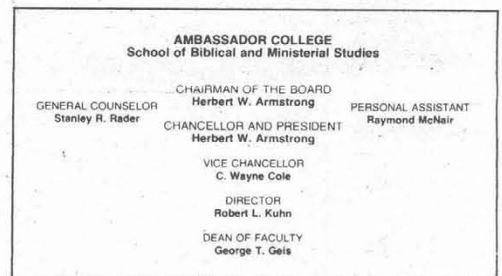 AMBASSADOR COLLEGE
School of Biblical and Ministerial Studies
CHAIRMAN OF THE BOARD
Herbert W. Armstrong
GENERAL COUNSELOR
Stanley R. Rader
PERSONAL ASSISTANT
Raymond McNair
CHANCELLOR AND PRESIDENT
Herbert W. Armstrong
VICE CHANCELLOR
C. Wayne Cole
DIRECTOR
Robert L. Kuhn
DEAN OF FACULTY
George T. Geis